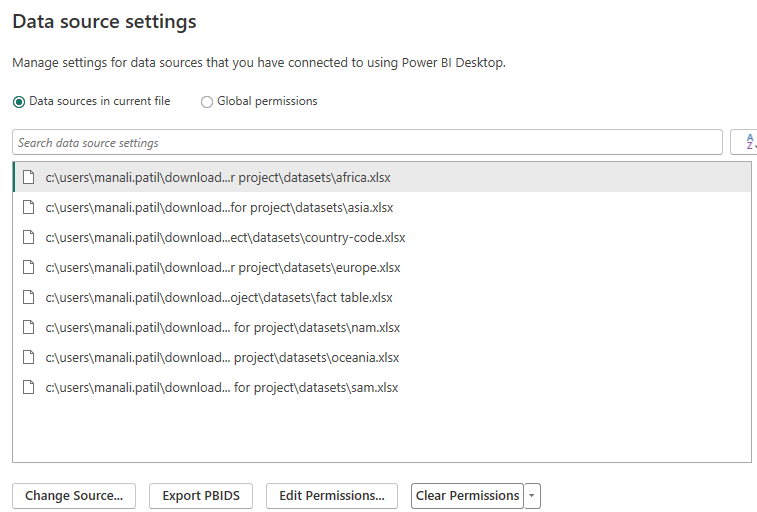 Data source settings
Manage settings for data sources that you have connected to using Power BI Desktop.
Data sources in current file Global permissions
Search data source settings A Z
c:\users\manali.patil\download...r project\datasets\africa.xlsx
c:\users\manali.patil\download...for project\datasets\asia.xlsx
c:\users\manali.patil\download...ect\datasets\country-code.xlsx
c:\users\manali.patil\download...r project\datasets\europe.xlsx
c:\users\manali.patil\download...oject\datasets\fact table.xlsx
c:\users\manali.patil\download... for project\datasets\nam.xlsx
c:\users\manali.patil\download... project\datasets\oceania.xlsx
c:\users\manali.patil\download... for project\datasets\sam.xlsx
Change Source... Export PBIDS Edit Permissions... Clear Permissions